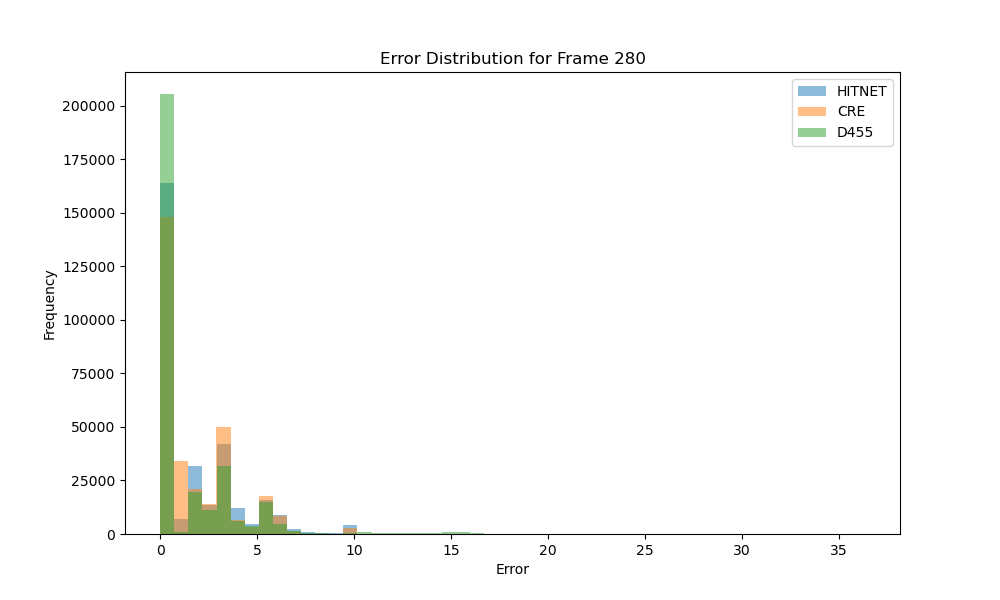 Error Distribution for Frame 280
HITNET
CRE
D455
200000
175000
150000
125000
100000
75000
50000
25000
0
Frequency
0 5 10 15 20 25 30 35
Error